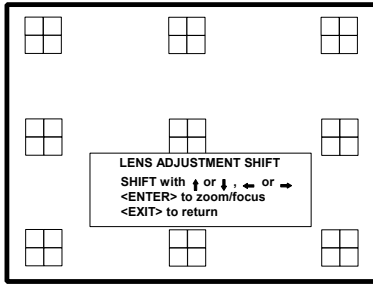 LENS ADJUSTMENT SHIFT
SHIFT with ↑ or ↓ , ← or →
<ENTER> to zoom/focus
<EXIT> to return